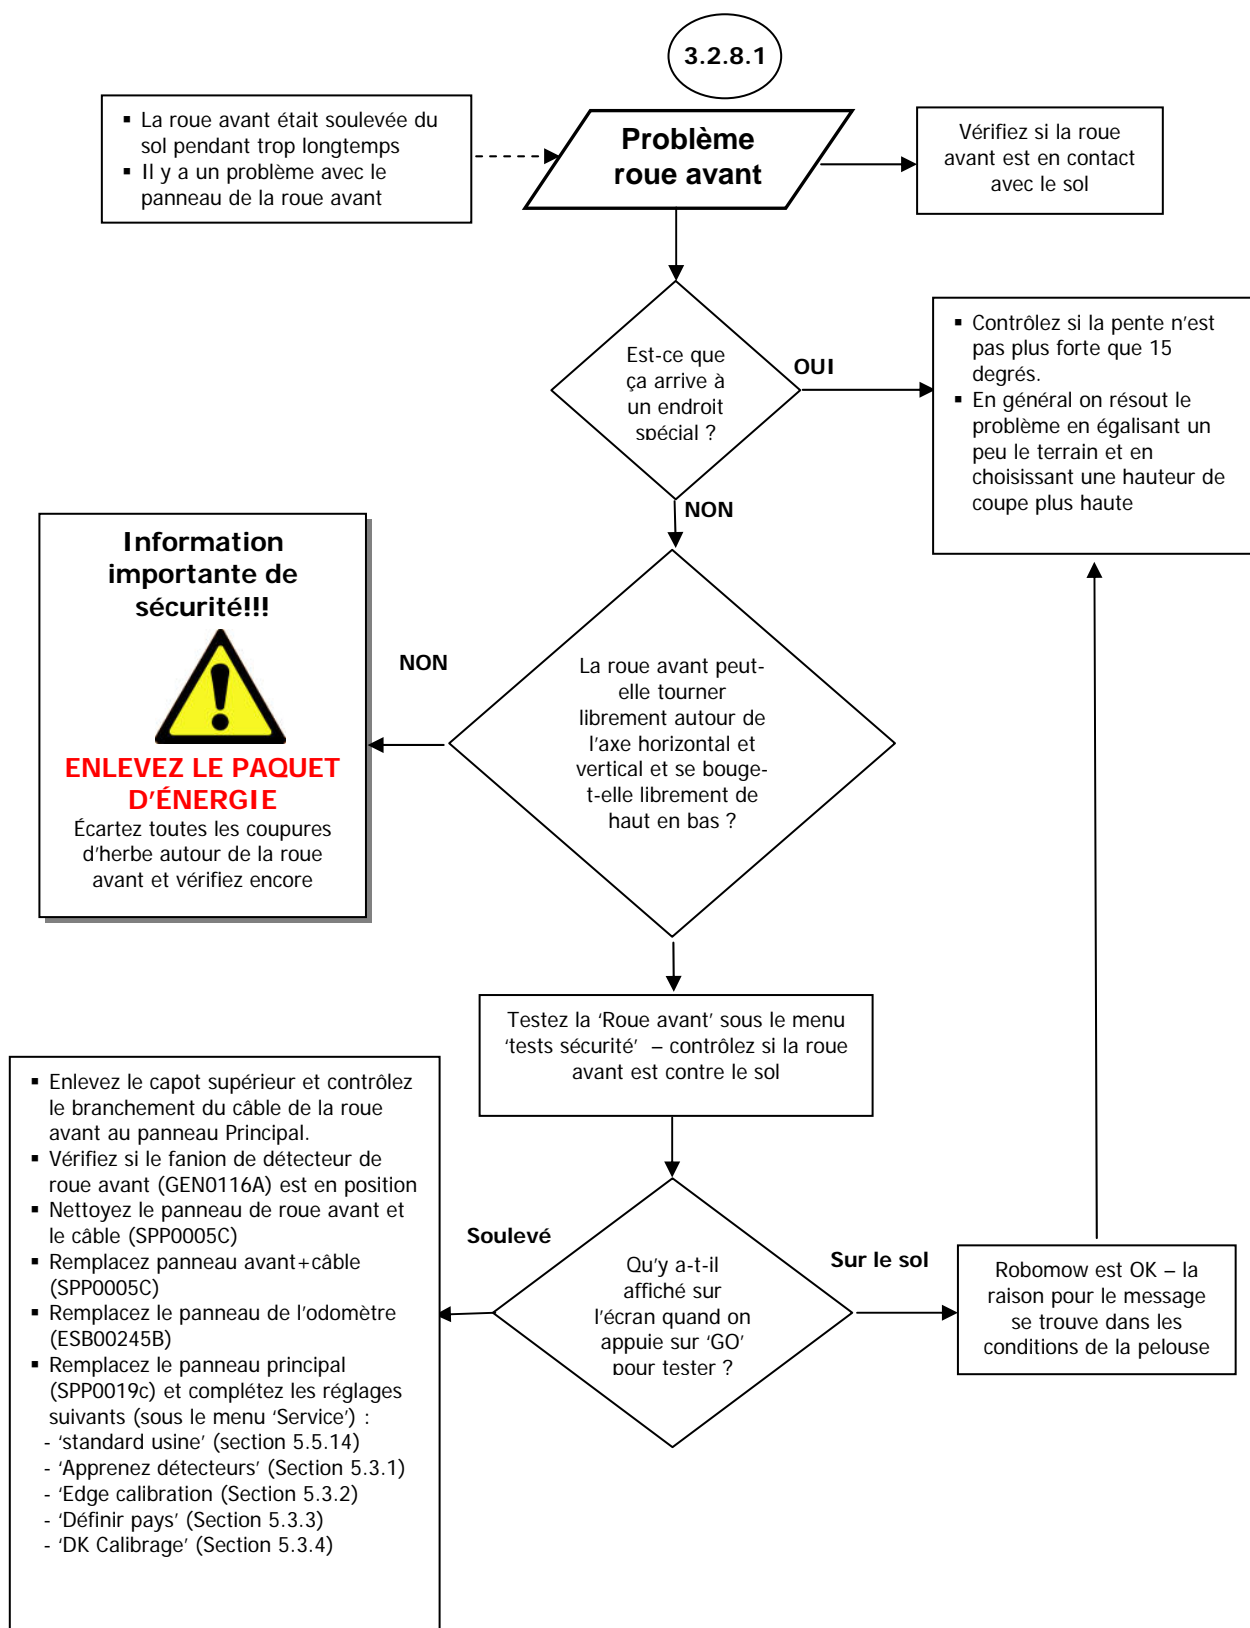 3.2.8.1
▪ La roue avant était soulevée du
sol pendant trop longtemps
▪ Il y a un problème avec le
panneau de la roue avant
Problème
roue avant
Vérifiez si la roue
avant est en contact
avec le sol
Est-ce que
ça arrive à
un endroit
spécial ?
OUI
▪ Contrôlez si la pente n'est
pas plus forte que 15
degrés.
▪ En général on résout le
problème en égalisant un
peu le terrain et en
choisissant une hauteur de
coupe plus haute
NON
Information
importante de
sécurité!!!
ENLEVEZ LE PAQUET
D'ÉNERGIE
Écartez toutes les coupures
d'herbe autour de la roue
avant et vérifiez encore
NON
La roue avant peut-
elle tourner
librement autour de
l'axe horizontal et
vertical et se bouge-
t-elle librement de
haut en bas ?
Testez la ‘Roue avant’ sous le menu
‘tests sécurité’ – contrôlez si la roue
avant est contre le sol
▪ Enlevez le capot supérieur et contrôlez
le branchement du câble de la roue
avant au panneau Principal.
▪ Vérifiez si le fanion de détecteur de
roue avant (GEN0116A) est en position
▪ Nettoyez le panneau de roue avant et
le câble (SPP0005C)
▪ Remplacez panneau avant+câble
(SPP0005C)
▪ Remplacez le panneau de l'odomètre
(ESB00245B)
▪ Remplacez le panneau principal
(SPP0019c) et complétez les réglages
suivants (sous le menu ‘Service’) :
- ‘standard usine’ (section 5.5.14)
- ‘Apprenez détecteurs’ (Section 5.3.1)
- ‘Edge calibration (Section 5.3.2)
- ‘Définir pays’ (Section 5.3.3)
- ‘DK Calibrage’ (Section 5.3.4)
Soulevé
Qu'y a-t-il
affiché sur
l'écran quand on
appuie sur ‘GO’
pour tester ?
Sur le sol
Robomow est OK – la
raison pour le message
se trouve dans les
conditions de la pelouse